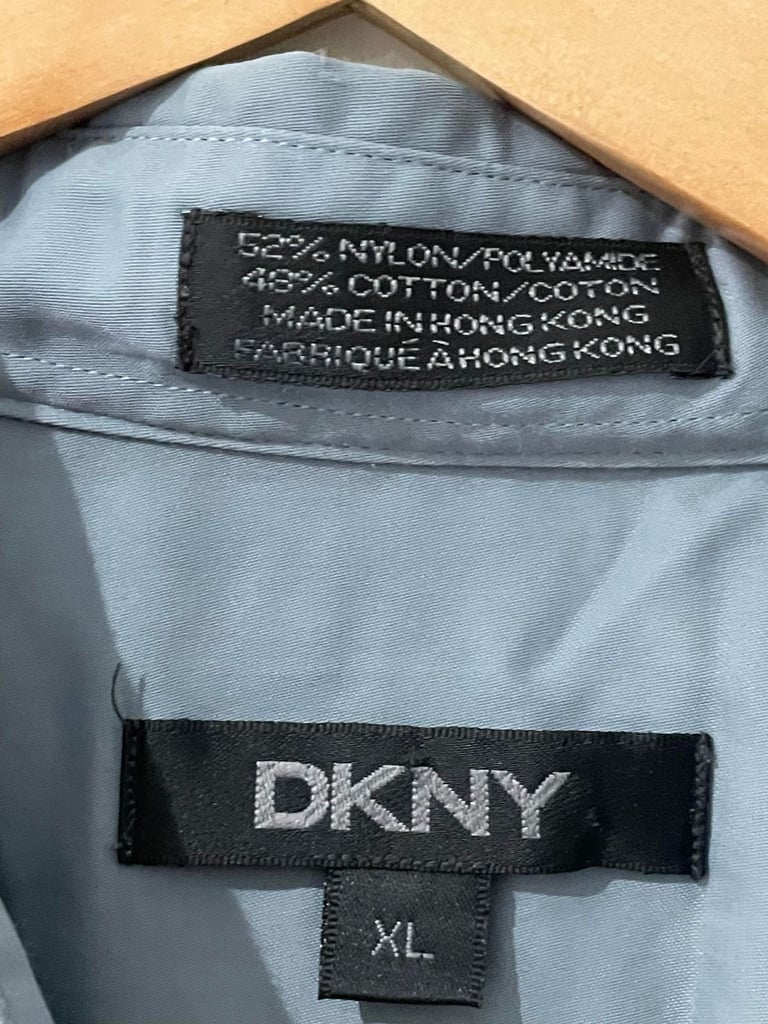 52% NYLON/POLYAMIDE
48% COTTON/COTON
MADE IN HONG KONG
FABRIQUÉ À HONG KONG
DKNY
XL